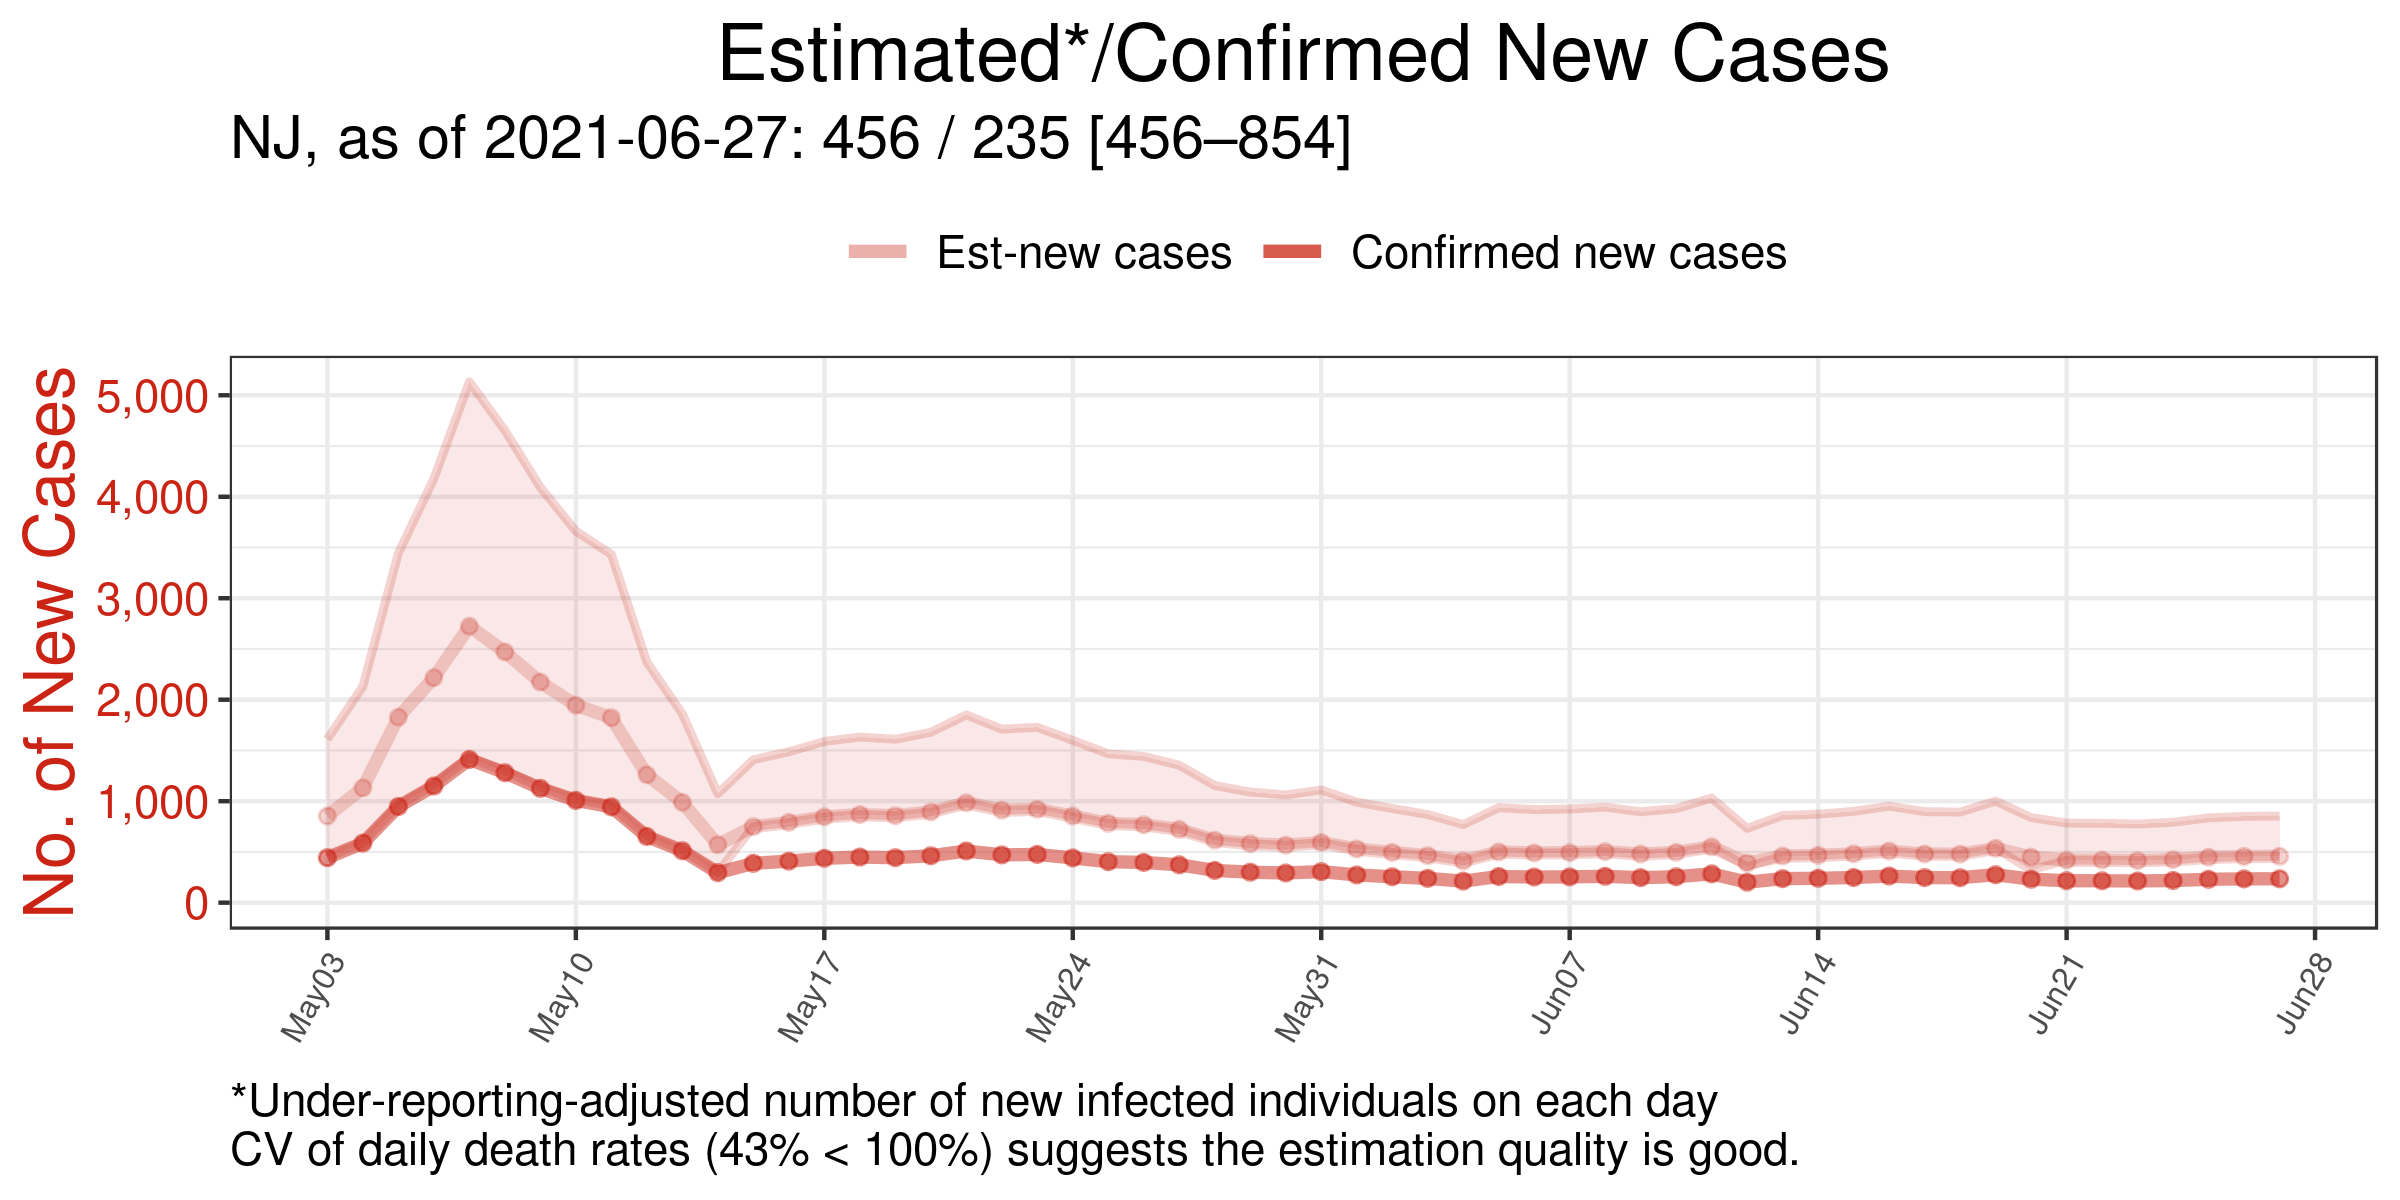 Estimated*/Confirmed New Cases
NJ, as of 2021-06-27: 456 / 235 [456–854]
Est-new cases Confirmed new cases
No. of New Cases
5,000
4,000
3,000
2,000
1,000
0
May03 May10 May17 May24 May31 Jun07 Jun14 Jun21 Jun28
*Under-reporting-adjusted number of new infected individuals on each day
CV of daily death rates (43% < 100%) suggests the estimation quality is good.